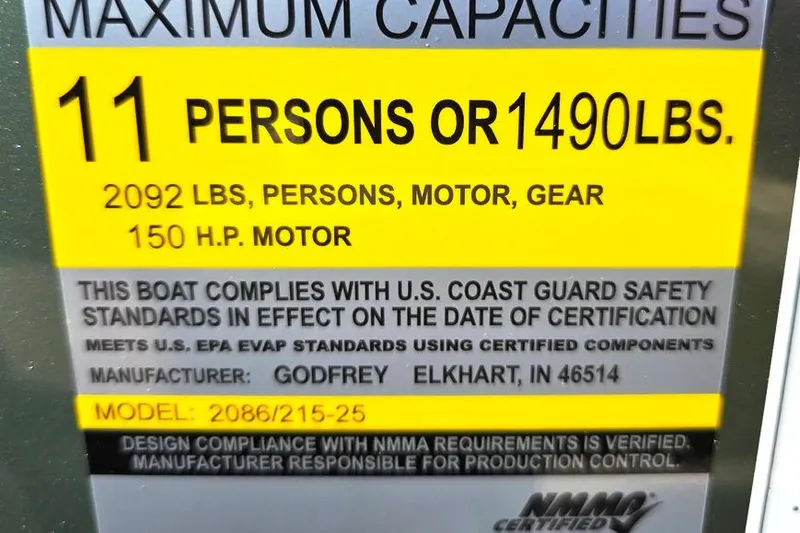 MAXIMUM CAPACITIES
11 PERSONS OR 1490 LBS.
2092 LBS, PERSONS, MOTOR, GEAR
150 H.P. MOTOR
THIS BOAT COMPLIES WITH U.S. COAST GUARD SAFETY
STANDARDS IN EFFECT ON THE DATE OF CERTIFICATION
MEETS U.S. EPA EVAP STANDARDS USING CERTIFIED COMPONENTS
MANUFACTURER: GODFREY ELKHART, IN 46514
MODEL: 2086/215-25
DESIGN COMPLIANCE WITH NMMA REQUIREMENTS IS VERIFIED.
MANUFACTURER RESPONSIBLE FOR PRODUCTION CONTROL.
NMMA
CERTIFIED